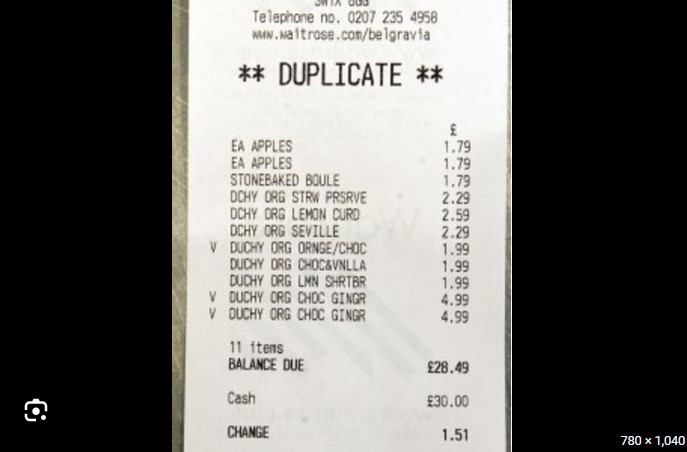 Telephone no. 0207 235 4958
www.waitrose.com/belgravia
** DUPLICATE **
£
EA APPLES 1.79
EA APPLES 1.79
STONEBAKED BOULE 1.79
DCHY ORG STRW PRSRVE 2.29
DCHY ORG LEMON CURD 2.59
DCHY ORG SEVILLE 2.29
V DUCHY ORG ORNGE/CHOC 1.99
DUCHY ORG CHOC&VNLLA 1.99
DUCHY ORG LMN SHRTBR 1.99
V DUCHY ORG CHOC GINGR 4.99
V DUCHY ORG CHOC GINGR 4.99
11 items
BALANCE DUE £28.49
Cash £30.00
CHANGE 1.51
780 × 1,040